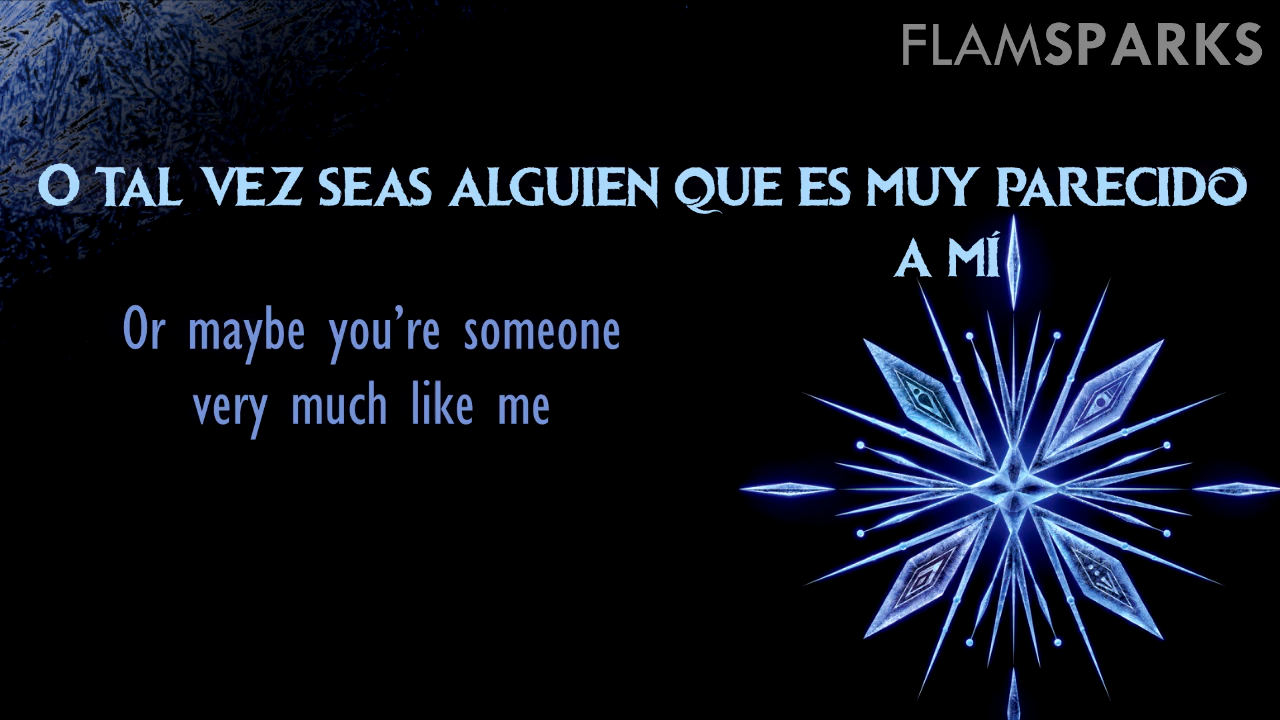 FLAMSPARKS
O TAL VEZ SEAS ALGUIEN QUE ES MUY PARECIDO
A MÍ
Or maybe you’re someone
very much like me